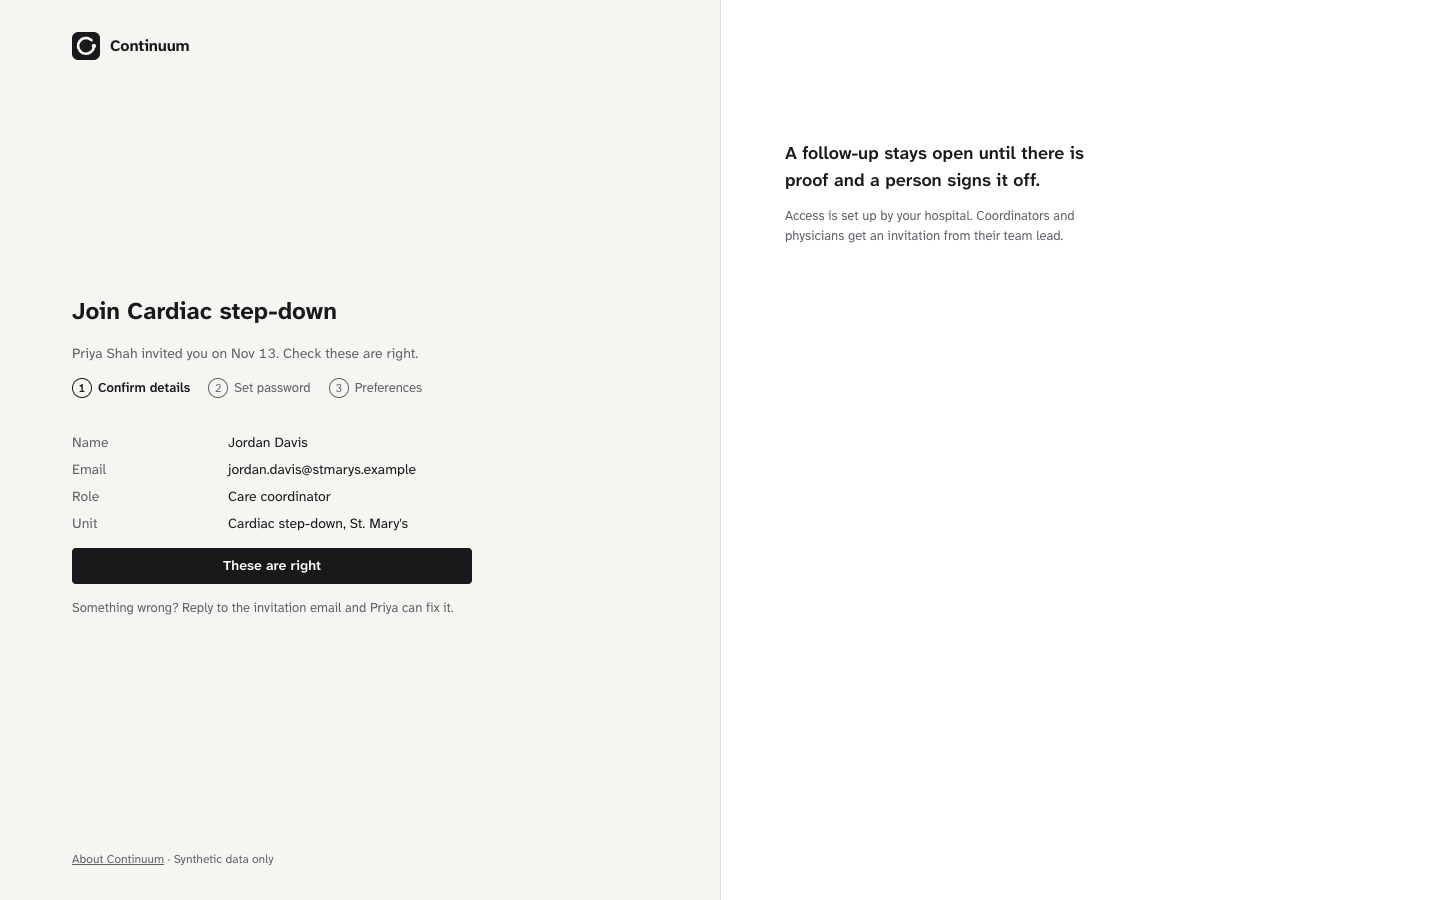 Continuum
Join Cardiac step-down
Priya Shah invited you on Nov 13. Check these are right.
1 Confirm details 2 Set password 3 Preferences
Name Jordan Davis
Email jordan.davis@stmarys.example
Role Care coordinator
Unit Cardiac step-down, St. Mary's
These are right
Something wrong? Reply to the invitation email and Priya can fix it.
About Continuum · Synthetic data only
A follow-up stays open until there is
proof and a person signs it off.
Access is set up by your hospital. Coordinators and
physicians get an invitation from their team lead.